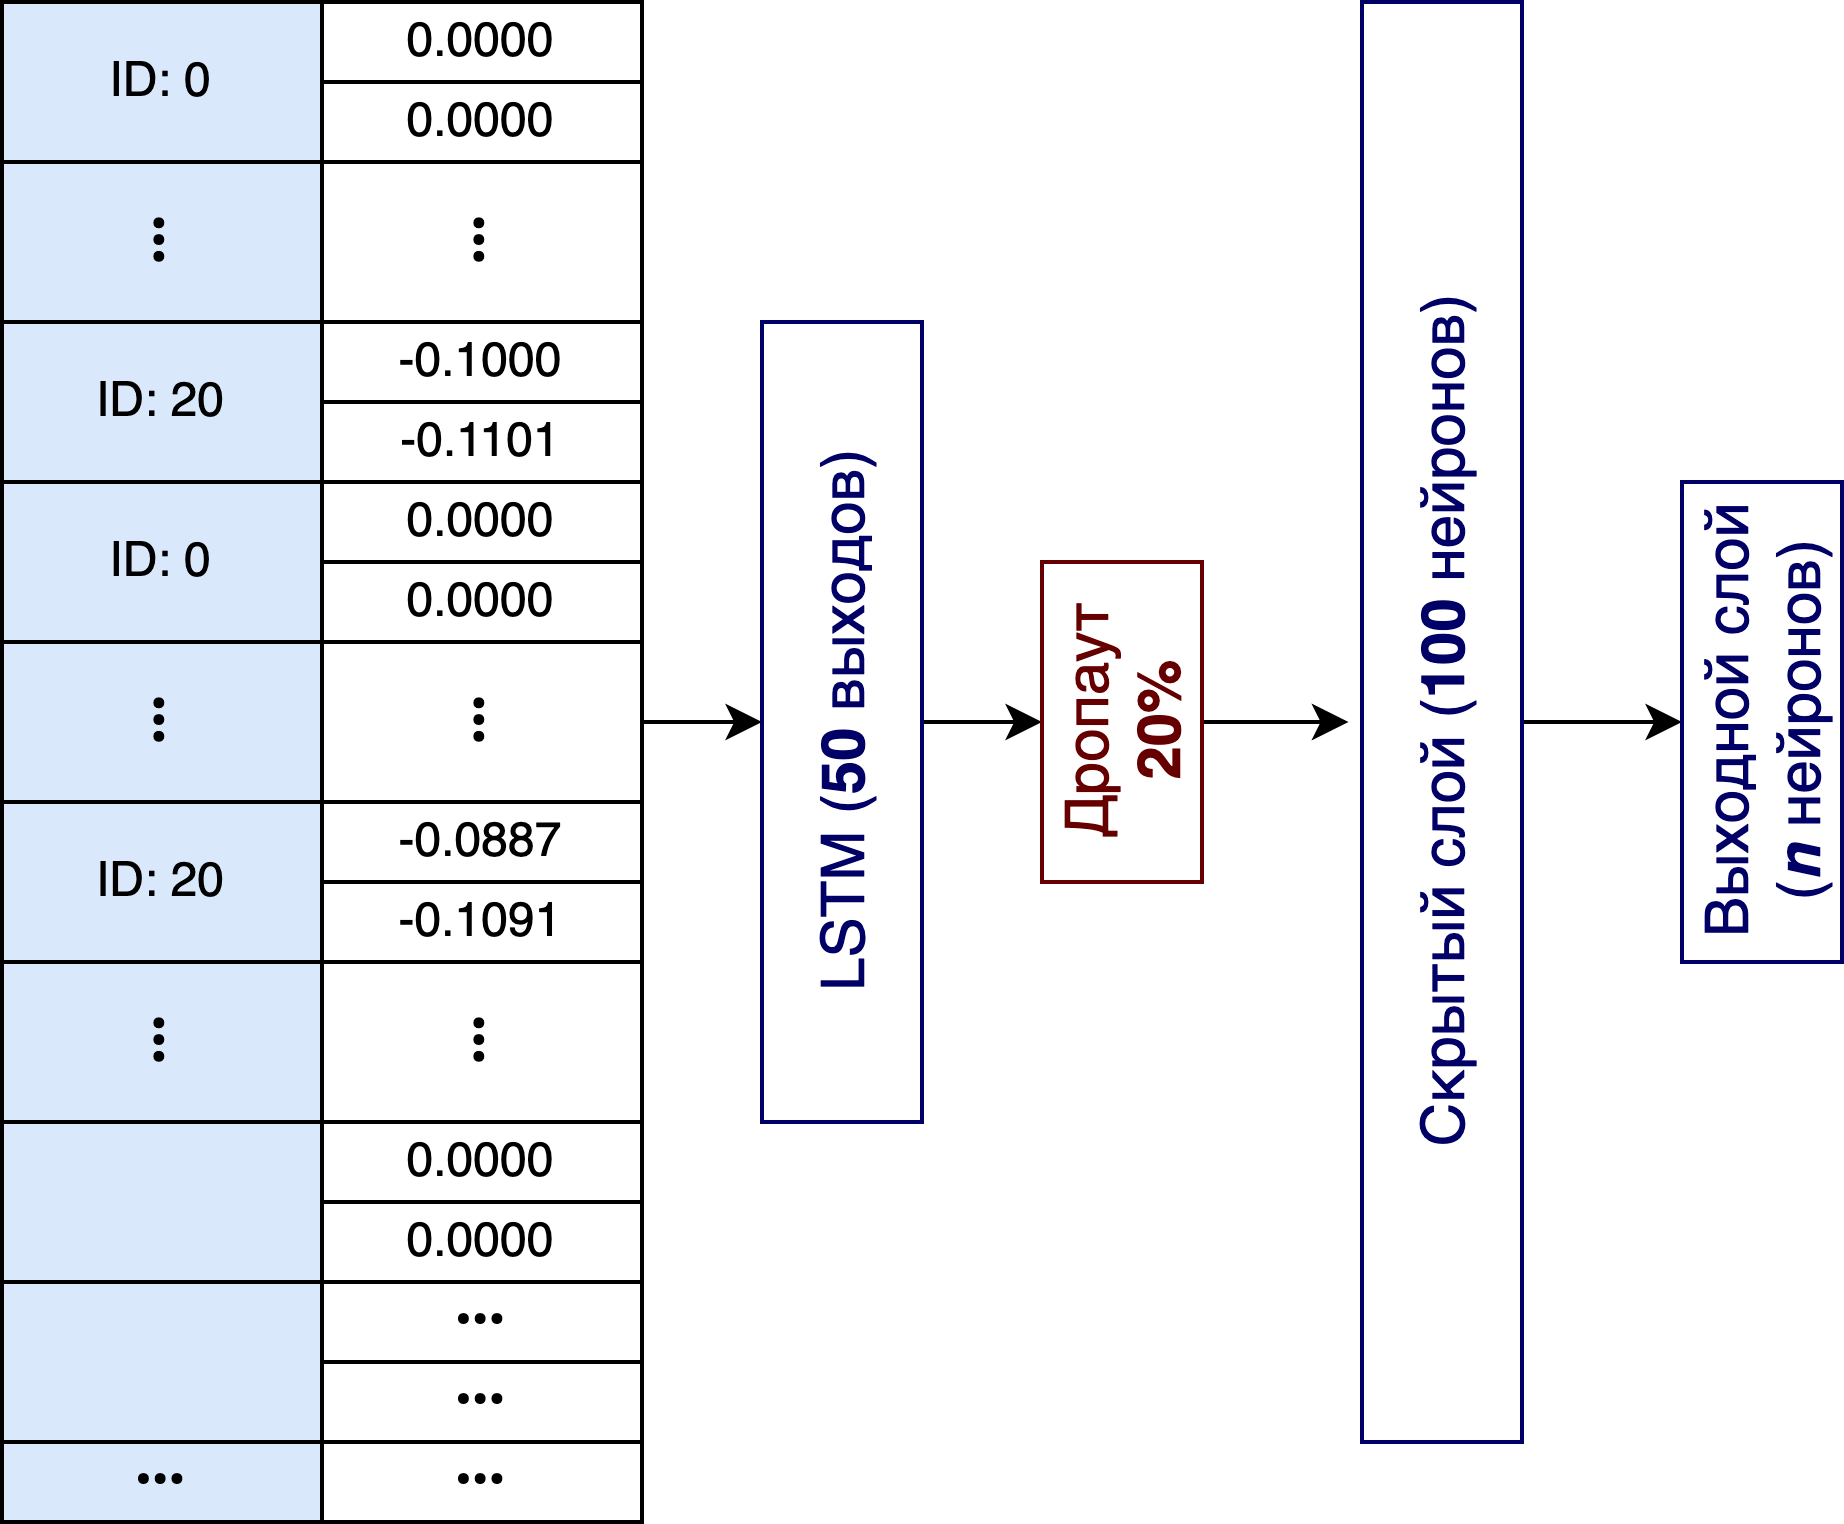 ID: 0
0.0000
0.0000
ID: 20
-0.1000
-0.1101
ID: 0
0.0000
0.0000
ID: 20
-0.0887
-0.1091
0.0000
0.0000
...
...
...
...
LSTM (50 выходов)
Дропаут
20%
Скрытый слой (100 нейронов)
Выходной слой
(n нейронов)